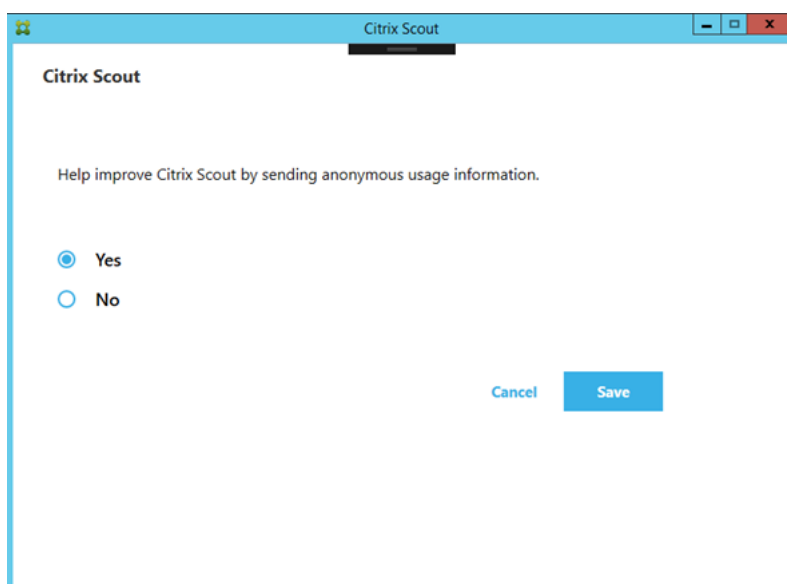 Citrix Scout
Citrix Scout
Help improve Citrix Scout by sending anonymous usage information.
Yes
No
Cancel Save